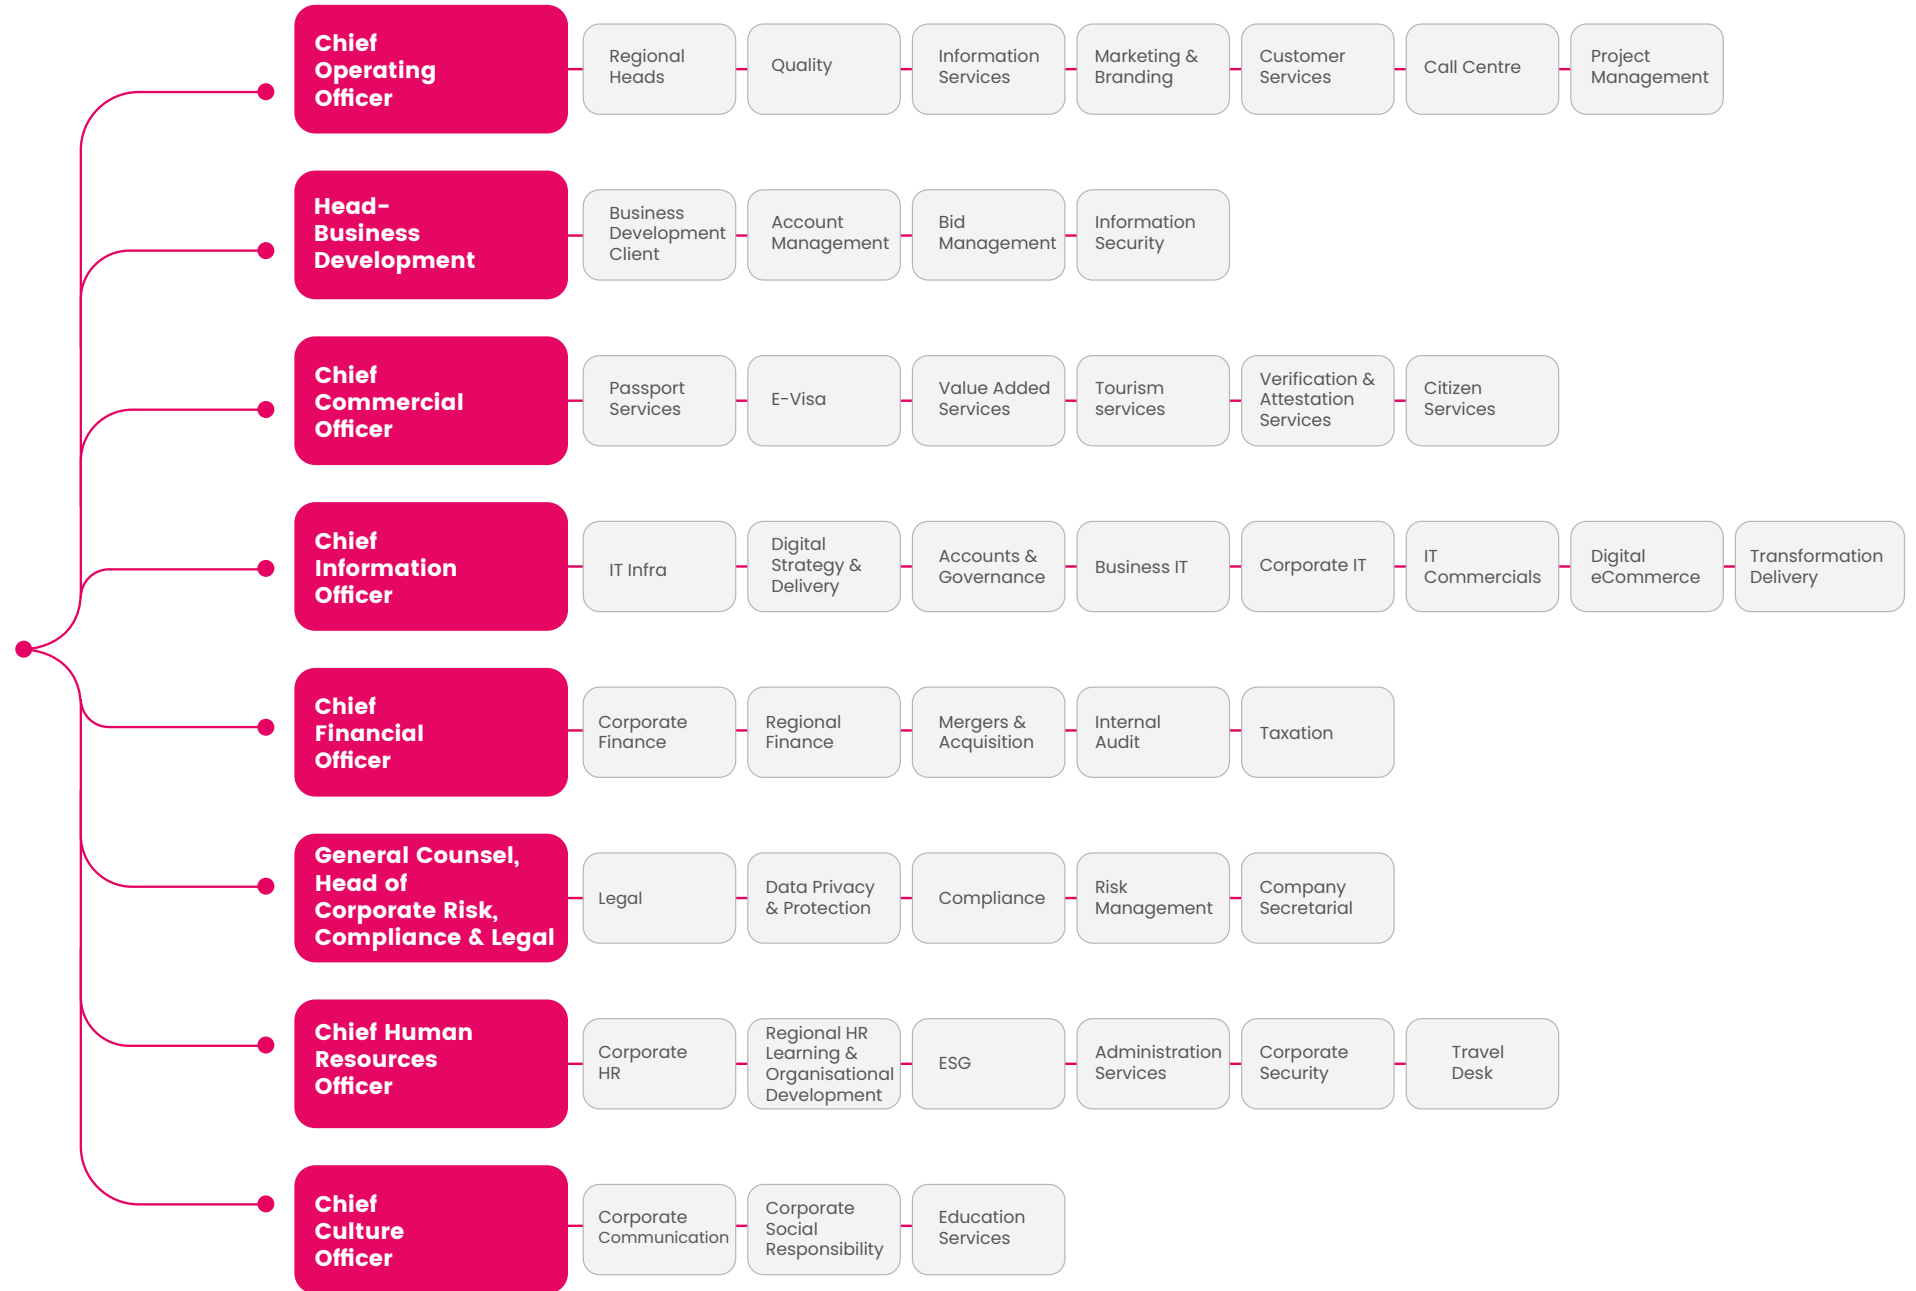 Chief
Operating
Officer
Regional
Heads
Quality
Information
Services
Marketing &
Branding
Customer
Services
Call Centre
Project
Management
Head-
Business
Development
Business
Development
Client
Account
Management
Bid
Management
Information
Security
Chief
Commercial
Officer
Passport
Services
E-Visa
Value Added
Services
Tourism
services
Verification &
Attestation
Services
Citizen
Services
Chief
Information
Officer
IT Infra
Digital
Strategy &
Delivery
Accounts &
Governance
Business IT
Corporate IT
IT
Commercials
Digital
eCommerce
Transformation
Delivery
Chief
Financial
Officer
Corporate
Finance
Regional
Finance
Mergers &
Acquisition
Internal
Audit
Taxation
General Counsel,
Head of
Corporate Risk,
Compliance & Legal
Legal
Data Privacy
& Protection
Compliance
Risk
Management
Company
Secretarial
Chief Human
Resources
Officer
Corporate
HR
Regional HR
Learning &
Organisational
Development
ESG
Administration
Services
Corporate
Security
Travel
Desk
Chief
Culture
Officer
Corporate
Communication
Corporate
Social
Responsibility
Education
Services